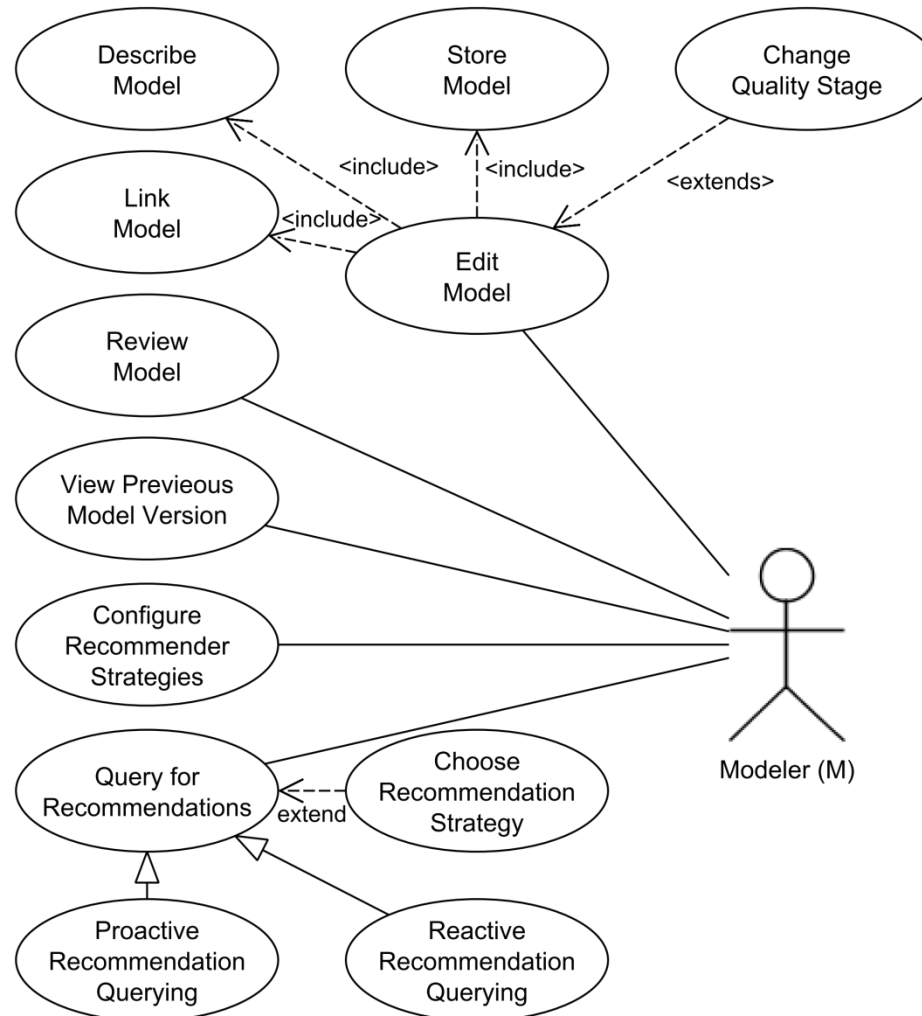 Describe
Model
Store
Model
Change
Quality Stage
<include>
<include>
<extends>
Link
Model
<include>
Edit
Model
Review
Model
View Previeous
Model Version
Configure
Recommender
Strategies
Query for
Recommendations
extend
Choose
Recommendation
Strategy
Modeler (M)
Proactive
Recommendation
Querying
Reactive
Recommendation
Querying